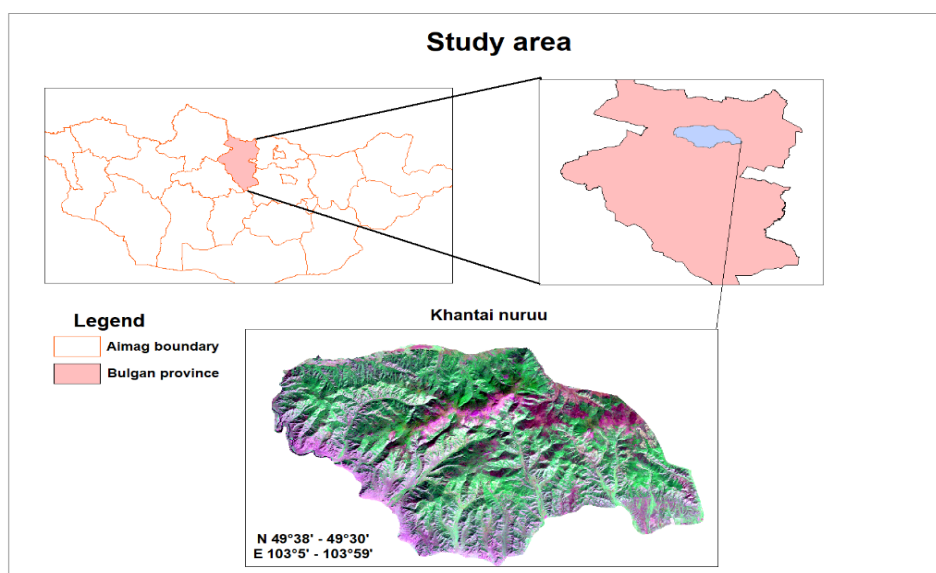 Study area
Legend
Aimag boundary
Bulgan province
Khantai nuruu
N 49°38' - 49°30'
E 103°5' - 103°59'